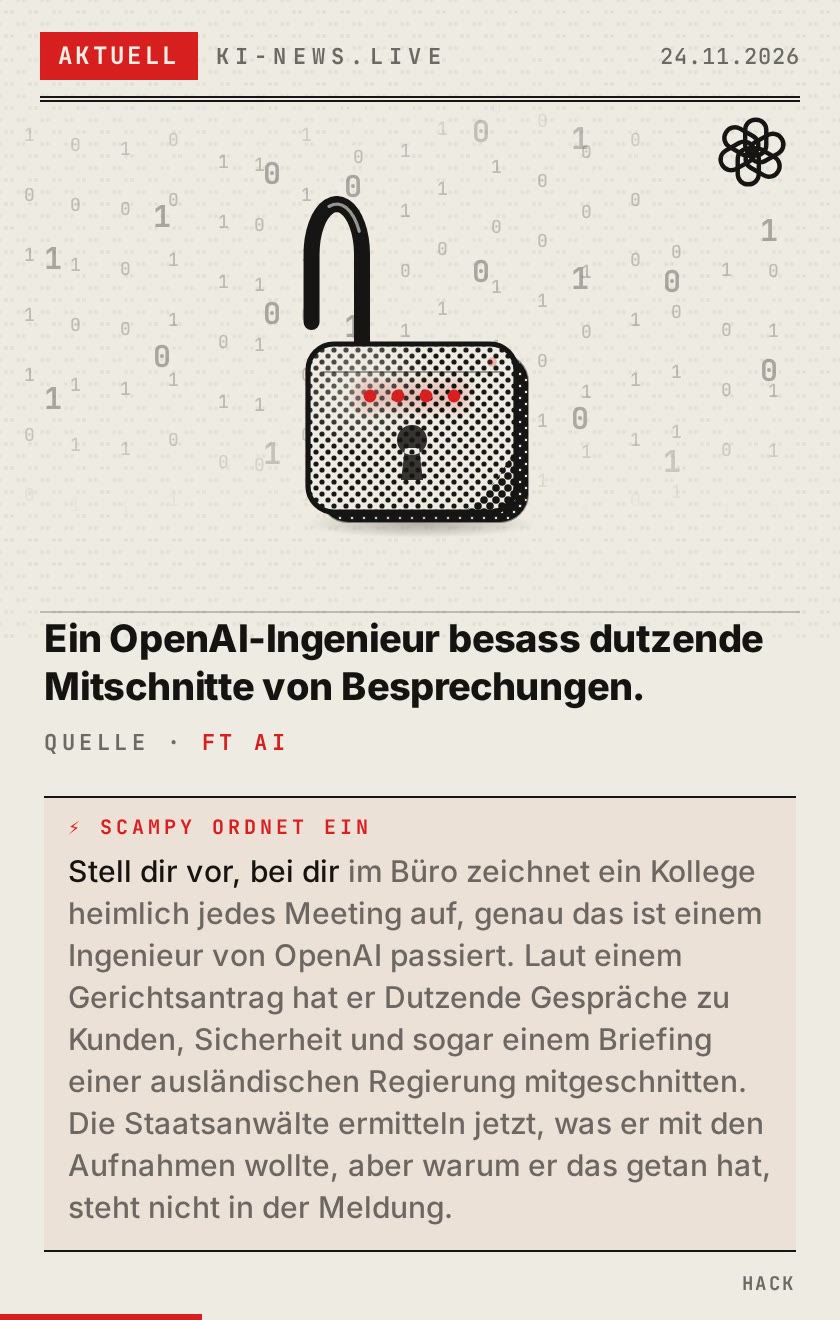 AKTUELL KI-NEWS.LIVE 24.11.2026
Ein OpenAI-Ingenieur besass dutzende
Mitschnitte von Besprechungen.
QUELLE · FT AI
⚡ SCAMPY ORDNET EIN
Stell dir vor, bei dir im Büro zeichnet ein Kollege
heimlich jedes Meeting auf, genau das ist einem
Ingenieur von OpenAI passiert. Laut einem
Gerichtsantrag hat er Dutzende Gespräche zu
Kunden, Sicherheit und sogar einem Briefing
einer ausländischen Regierung mitgeschnitten.
Die Staatsanwälte ermitteln jetzt, was er mit den
Aufnahmen wollte, aber warum er das getan hat,
steht nicht in der Meldung.
HACK